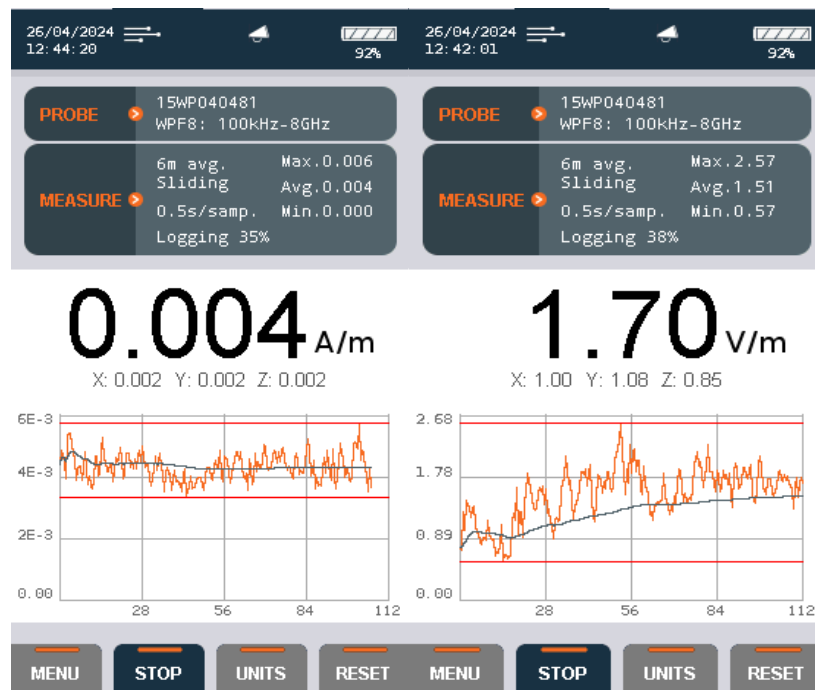 26/04/2024
12:44:20
92%
PROBE
15WP040481
WPF8: 100kHz-8GHz
MEASURE
6m avg.
Sliding
0.5s/samp.
Logging 35%
Max.0.006
Avg.0.004
Min.0.000
0.004 A/m
X: 0.002 Y: 0.002 Z: 0.002
6E-3
4E-3
2E-3
0.00
28 56 84 112
MENU STOP UNITS RESET
26/04/2024
12:42:01
92%
PROBE
15WP040481
WPF8: 100kHz-8GHz
MEASURE
6m avg.
Sliding
0.5s/samp.
Logging 38%
Max.2.57
Avg.1.51
Min.0.57
1.70 V/m
X: 1.00 Y: 1.08 Z: 0.85
2.68
1.78
0.89
0.00
28 56 84 112
MENU STOP UNITS RESET